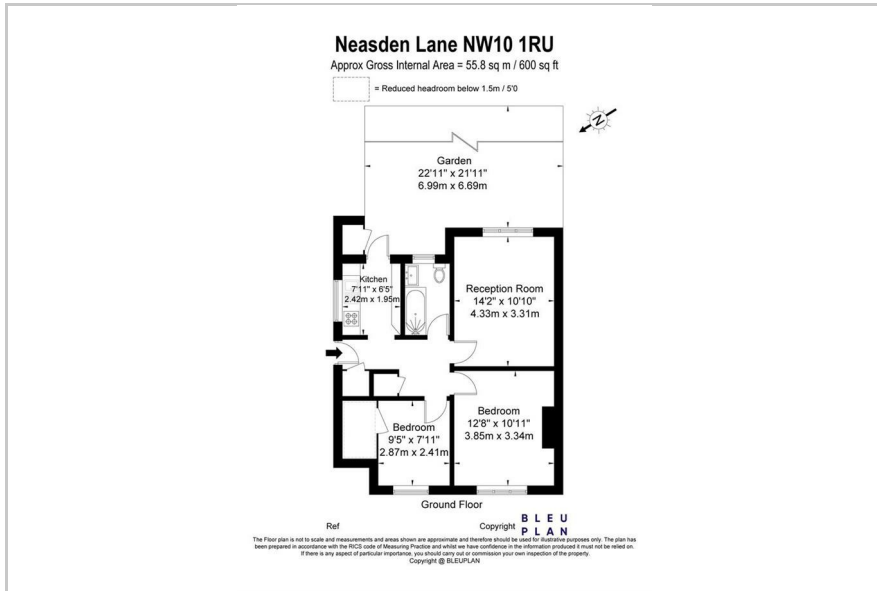 Neasden Lane NW10 1RU
Approx Gross Internal Area = 55.8 sq m / 600 sq ft
= Reduced headroom below 1.5m / 5'0
N
Garden
22'11" x 21'11"
6.99m x 6.69m
Kitchen
7'11" x 6'5"
2.42m x 1.95m
Reception Room
14'2" x 10'10"
4.33m x 3.31m
Bedroom
9'5" x 7'11"
2.87m x 2.41m
Bedroom
12'8" x 10'11"
3.85m x 3.34m
Ground Floor
Ref
Copyright
BLEU
PLAN
The Floor plan is not to scale and measurements and areas shown are approximate and therefore should be used for illustrative purposes only. The plan has
been prepared in accordance with the RICS code of Measuring Practice and whilst we have confidence in the information produced it must not be relied on.
If there is any aspect of particular importance, you should carry out or commission your own inspection of the property.
Copyright @ BLEUPLAN